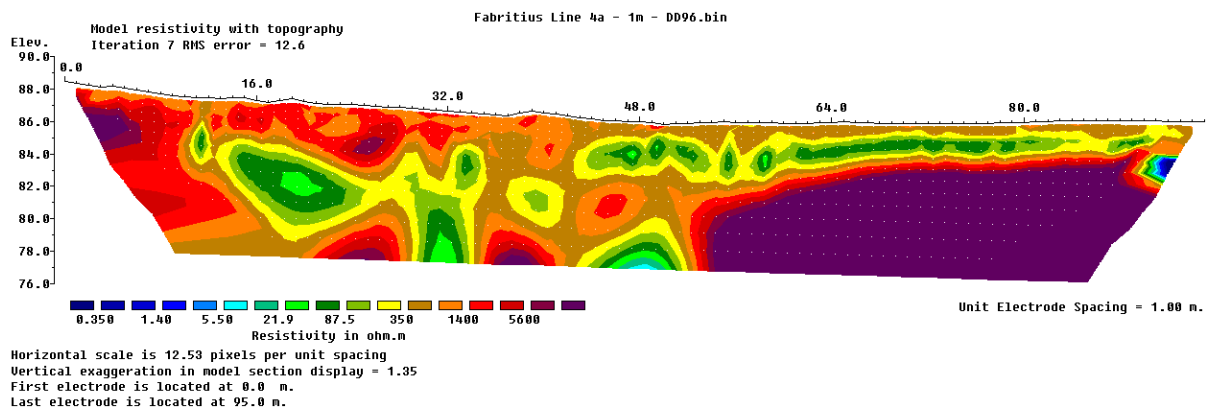 Fabritius Line 4a - 1m - DD96.bin
Model resistivity with topography
Iteration 7 RMS error = 12.6
Elev.
90.0
88.0
86.0
84.0
82.0
80.0
78.0
76.0
0.0
16.0
32.0
48.0
64.0
80.0
0.350 1.40 5.50 21.9 87.5 350 1400 5600
Resistivity in ohm.m
Unit Electrode Spacing = 1.00 m.
Horizontal scale is 12.53 pixels per unit spacing
Vertical exaggeration in model section display = 1.35
First electrode is located at 0.0 m.
Last electrode is located at 95.0 m.